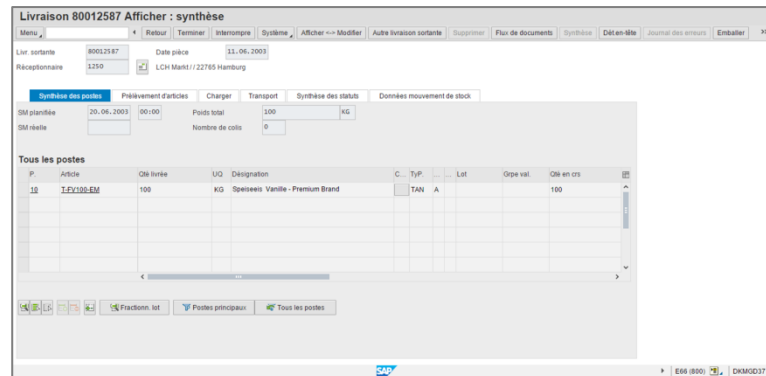 Livraison 80012587 Afficher : synthèse
Menu Retour Terminer Interrompre Système Afficher <-> Modifier Autre livraison sortante Supprimer Flux de documents Synthèse Dét.en-tête Journal des erreurs Emballer
Livr. sortante 80012587 Date pièce 11.06.2003
Réceptionnaire 1250 LCH Markt / / 22765 Hamburg
Synthèse des postes Prélèvement d'articles Charger Transport Synthèse des statuts Données mouvement de stock
SM planifiée 20.06.2003 00:00 Poids total 100 KG
SM réelle Nombre de colis 0
Tous les postes
P. Article Qté livrée UQ Désignation C... TyP. ... ... Lot Grpe val. Qté en crs
10 T-FV100-EM 100 KG Speiseeis Vanille - Premium Brand TAN A 100
Fractionn. lot Postes principaux Tous les postes
SAP E66 (800) DKMGD37